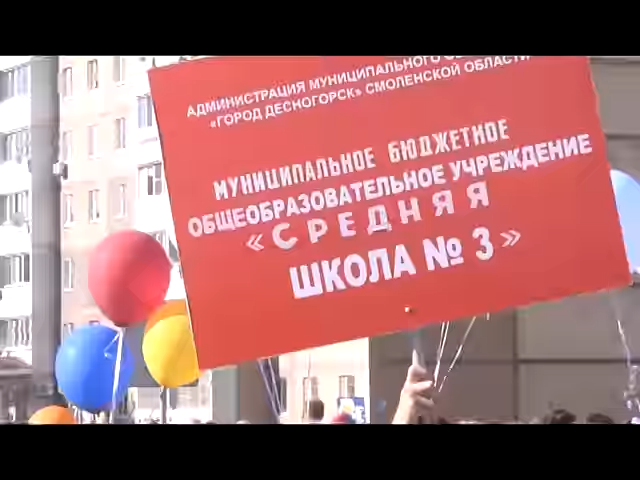 АДМИНИСТРАЦИЯ МУНИЦИПАЛЬНОГО
«ГОРОД ДЕСНОГОРСК» СМОЛЕНСКОЙ ОБЛАСТИ
МУНИЦИПАЛЬНОЕ БЮДЖЕТНОЕ
ОБЩЕОБРАЗОВАТЕЛЬНОЕ УЧРЕЖДЕНИЕ
«СРЕДНЯЯ
ШКОЛА № 3»